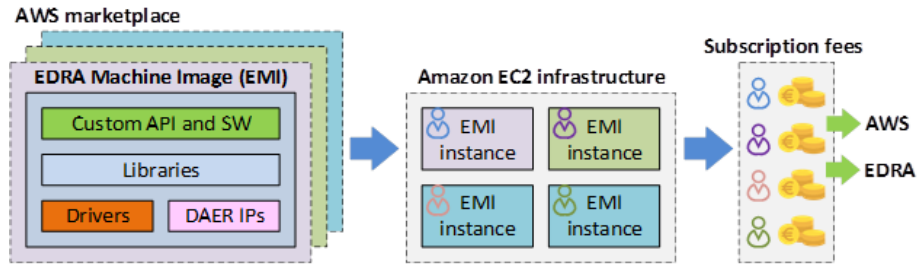 AWS marketplace
EDRA Machine Image (EMI)
Custom API and SW
Libraries
Drivers
DAER IPs
Amazon EC2 infrastructure
EMI
instance
EMI
instance
EMI
instance
EMI
instance
Subscription fees
AWS
EDRA